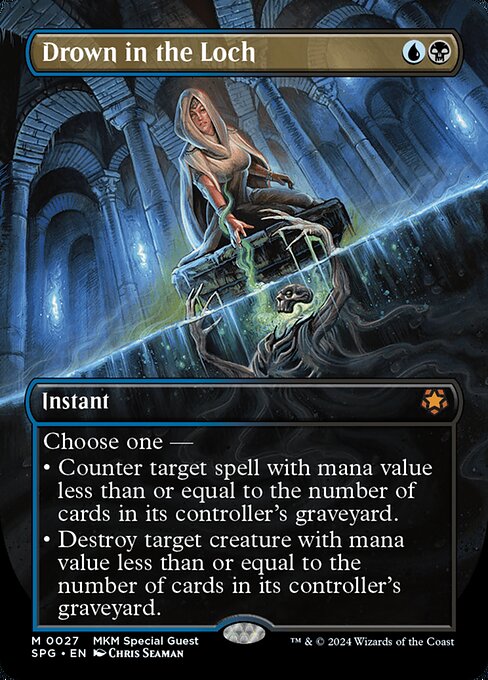 Drown in the Loch
Instant
Choose one —
• Counter target spell with mana value
less than or equal to the number of
cards in its controller's graveyard.
• Destroy target creature with mana
value less than or equal to the
number of cards in its controller's
graveyard.
M 0027 MKM Special Guest
SPG • EN Chris Seaman
™ & © 2024 Wizards of the Coast